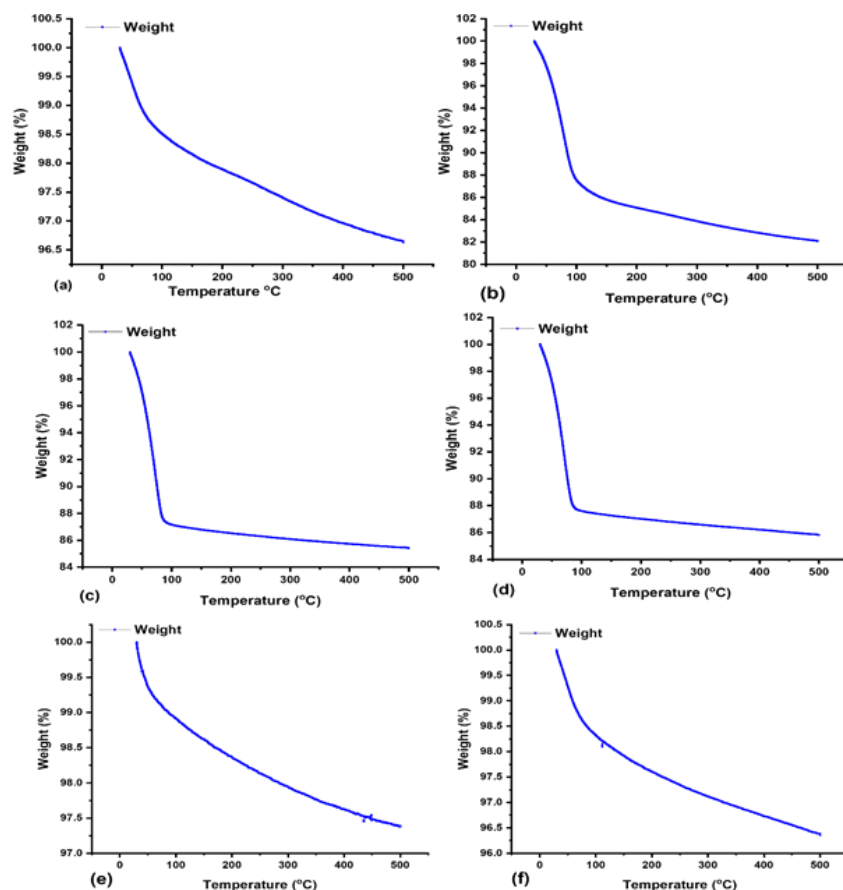 100.5
Weight
100.0
99.5
99.0
98.5
98.0
97.5
97.0
96.5
Weight (%)
0 100 200 300 400 500
(a) Temperature °C
102
Weight
100
98
96
94
92
90
88
86
84
82
80
Weight (%)
0 100 200 300 400 500
(b) Temperature (°C)
102
Weight
100
98
96
94
92
90
88
86
84
Weight (%)
0 100 200 300 400 500
(c) Temperature (°C)
102
Weight
100
98
96
94
92
90
88
86
84
Weight (%)
0 100 200 300 400 500
(d) Temperature (°C)
Weight
100.0
99.5
99.0
98.5
98.0
97.5
97.0
Weight (%)
0 100 200 300 400 500
(e) Temperature (°C)
100.5
Weight
100.0
99.5
99.0
98.5
98.0
97.5
97.0
96.5
96.0
Weight (%)
0 100 200 300 400 500
Temperature (°C) (f)